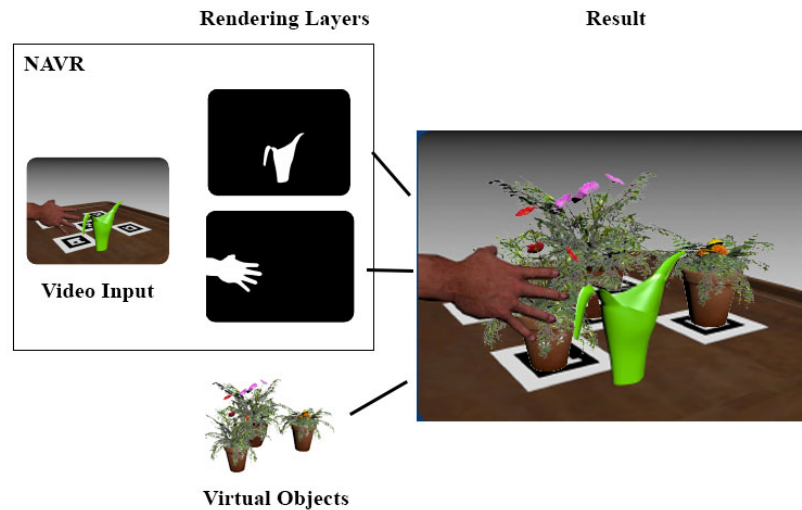 Rendering Layers
Result
NAVR
Video Input
Virtual Objects